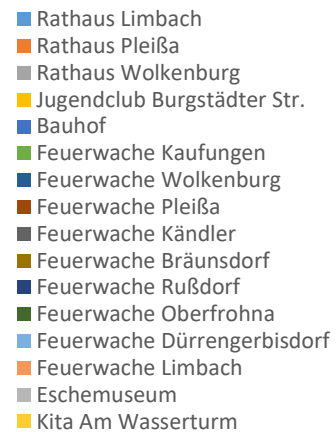 Rathaus Limbach
Rathaus Pleißa
Rathaus Wolkenburg
Jugendclub Burgstädter Str.
Bauhof
Feuerwache Kaufungen
Feuerwache Wolkenburg
Feuerwache Pleißa
Feuerwache Kändler
Feuerwache Bräunsdorf
Feuerwache Rußdorf
Feuerwache Oberfrohna
Feuerwache Dürrengerbisdorf
Feuerwache Limbach
Eschemuseum
Kita Am Wasserturm